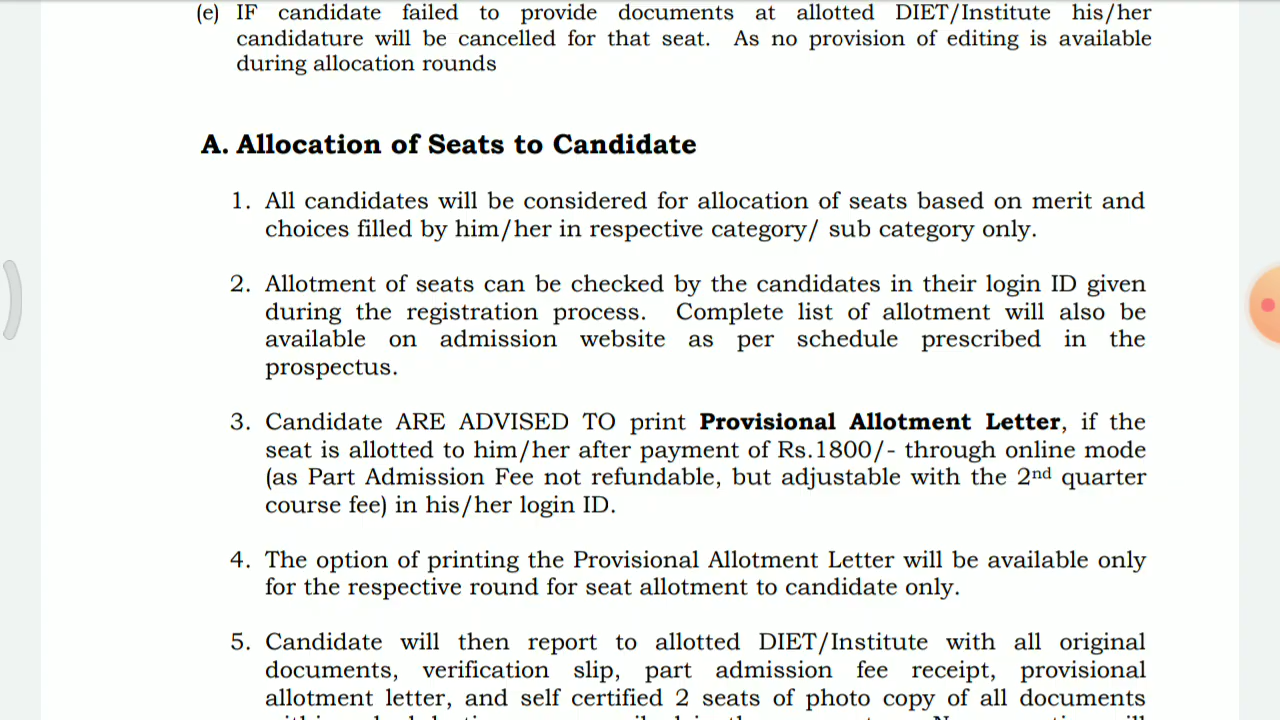 (e) IF candidate failed to provide documents at allotted DIET/Institute his/her
candidature will be cancelled for that seat. As no provision of editing is available
during allocation rounds
A. Allocation of Seats to Candidate
1. All candidates will be considered for allocation of seats based on merit and
choices filled by him/her in respective category/ sub category only.
2. Allotment of seats can be checked by the candidates in their login ID given
during the registration process. Complete list of allotment will also be
available on admission website as per schedule prescribed in the
prospectus.
3. Candidate ARE ADVISED TO print Provisional Allotment Letter, if the
seat is allotted to him/her after payment of Rs.1800/- through online mode
(as Part Admission Fee not refundable, but adjustable with the 2nd quarter
course fee) in his/her login ID.
4. The option of printing the Provisional Allotment Letter will be available only
for the respective round for seat allotment to candidate only.
5. Candidate will then report to allotted DIET/Institute with all original
documents, verification slip, part admission fee receipt, provisional
allotment letter, and self certified 2 seats of photo copy of all documents